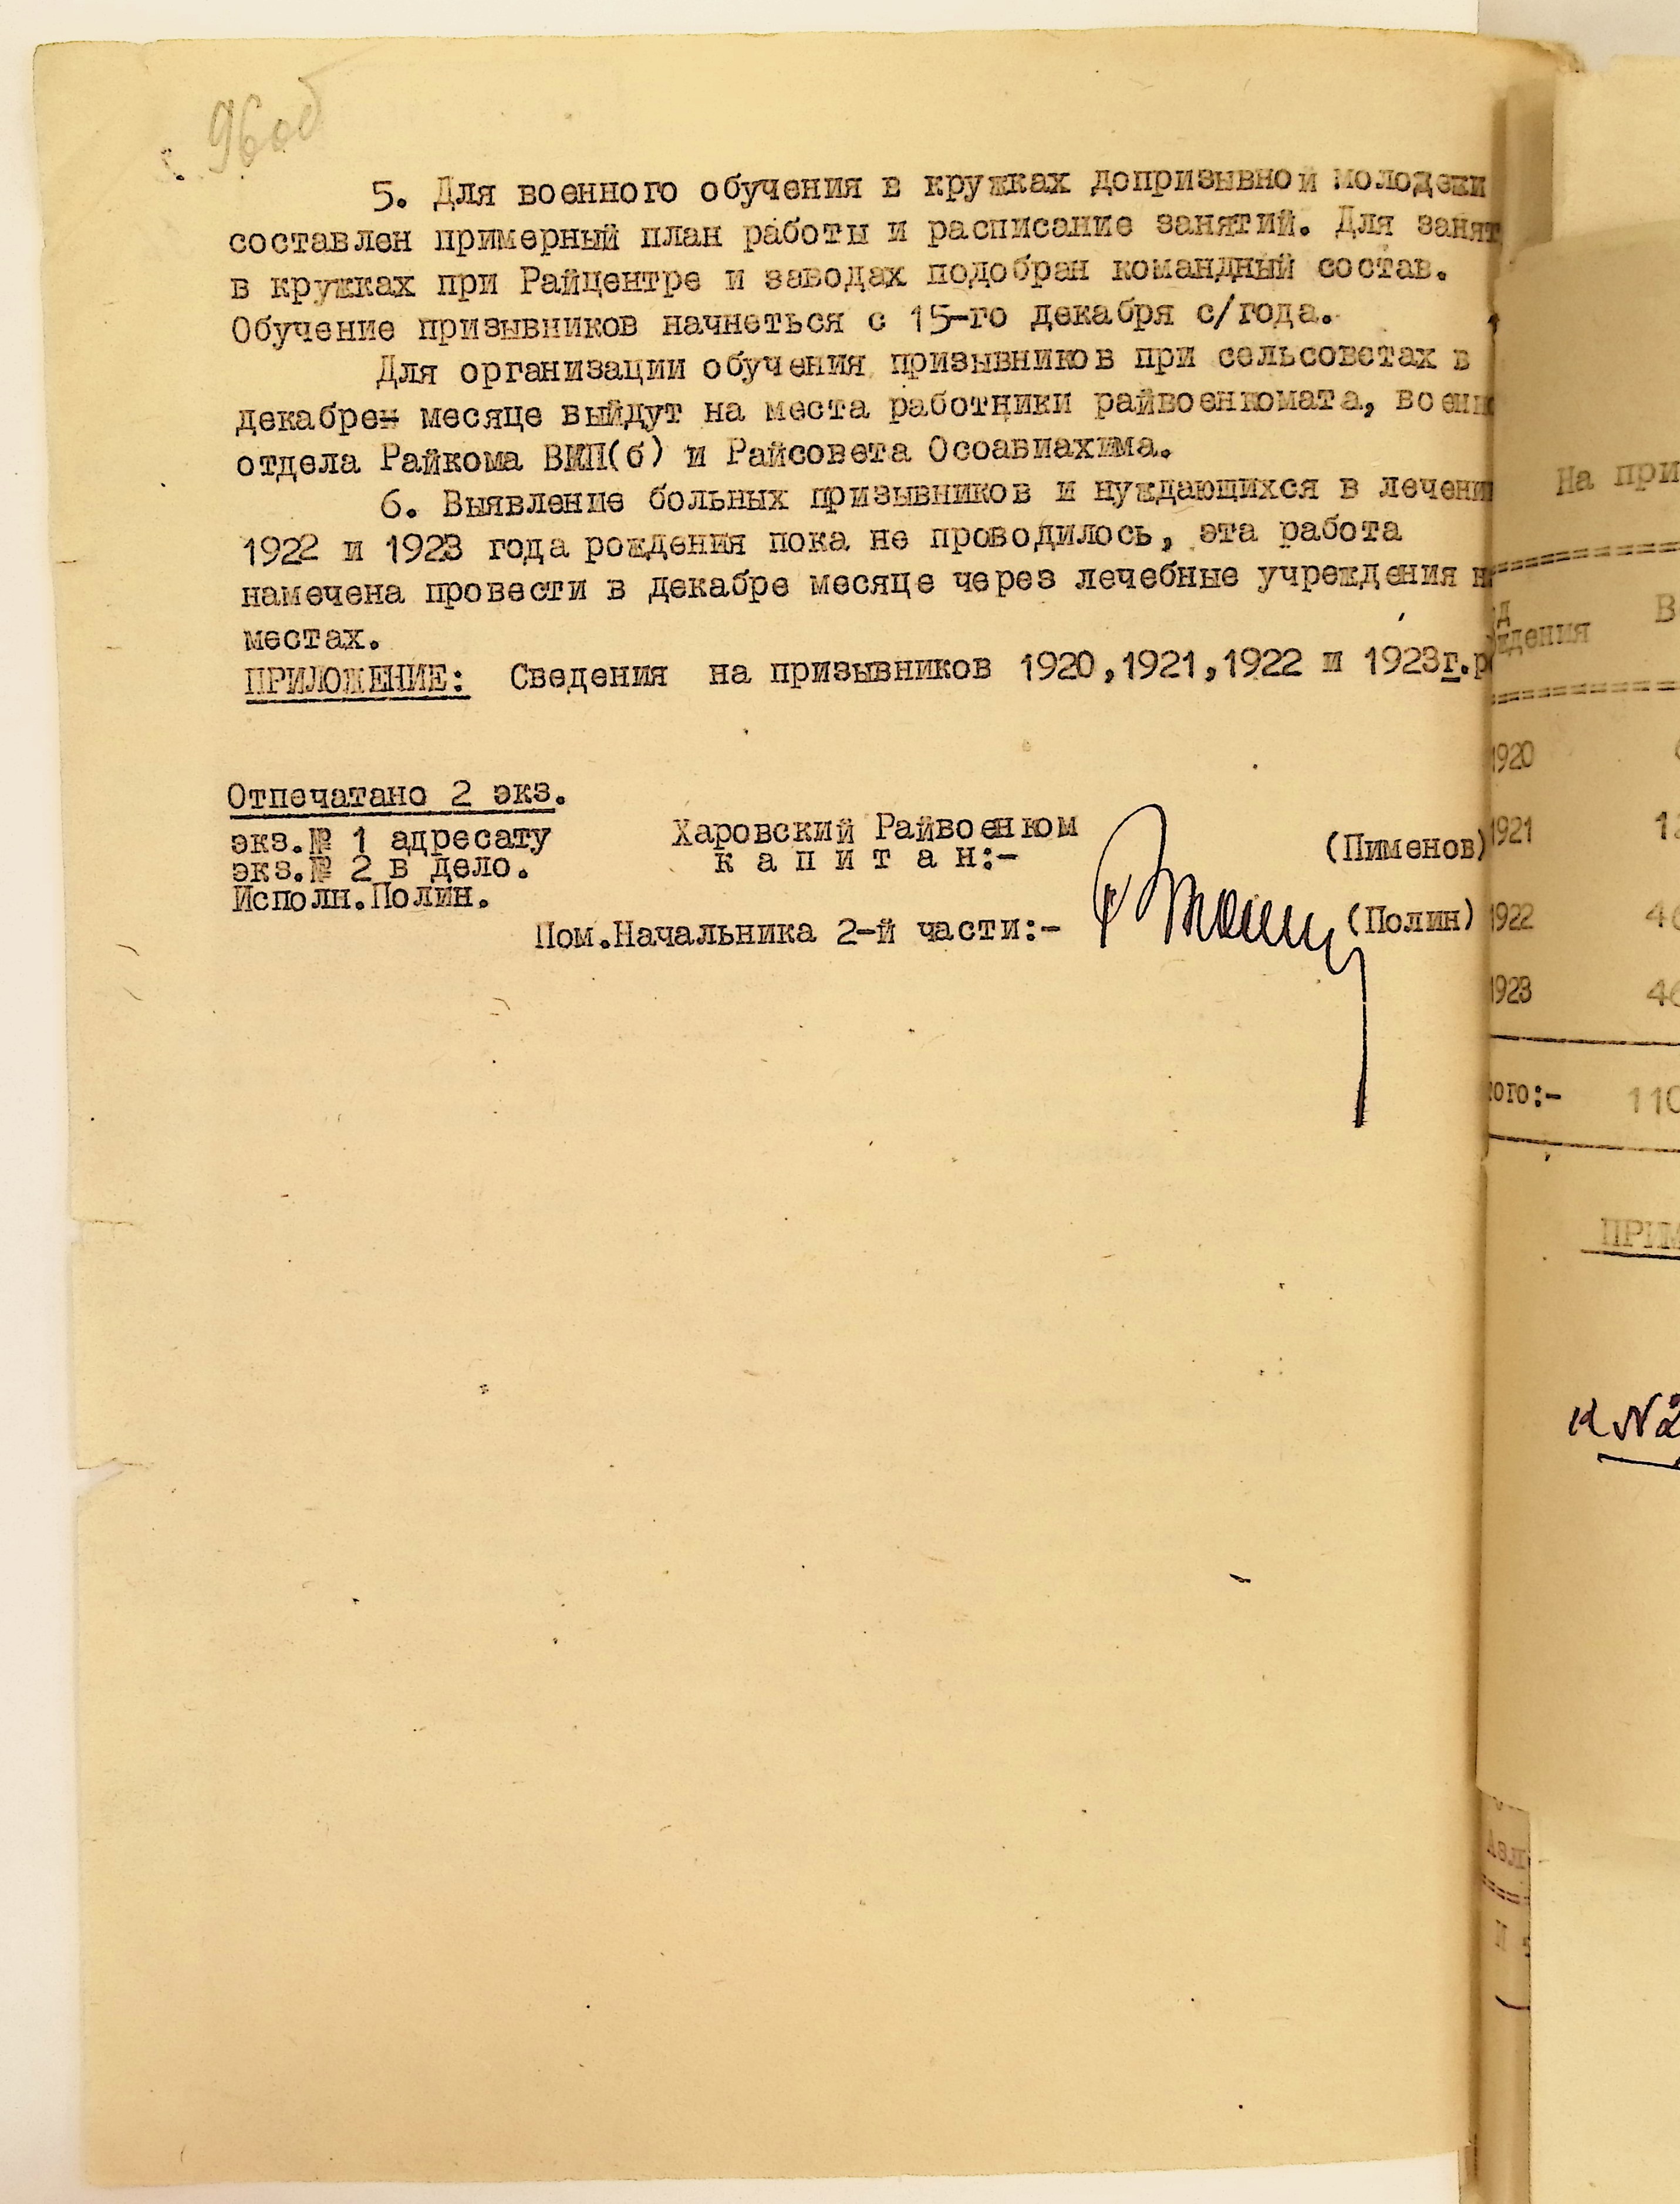 96об
5. Для военного обучения в кружках допризывной молодежи
составлен примерный план работы и расписание занятий. Для занят
в кружках при Райцентре и заводах подобран командный состав.
Обучение призывников начнеться с 15-го декабря с/года.
Для организации обучения призывников при сельсоветах в
декабрен месяце выйдут на места работники райвоенкомата, военн
отдела Райкома ВКП(б) и Райсовета Осоавиахима.
6. Выявление больных призывников и нуждающихся в лечени
1922 и 1923 года рождения пока не проводилось, эта работа
намечена провести в декабре месяце через лечебные учреждения н
местах.
ПРИЛОЖЕНИЕ: Сведения на призывников 1920,1921,1922 и 1923г.р
Отпечатано 2 экз.
экз.№ 1 адресату
экз.№ 2 в дело.
Исполн.Полин.
Харовский Райвоенком
к а п и т а н:-
(Пименов)
Пом.Начальника 2-й части:-
(Полин)
На при
д
ждения
В
1920
1921
1922
1923
ого:-
110
ПРИМ